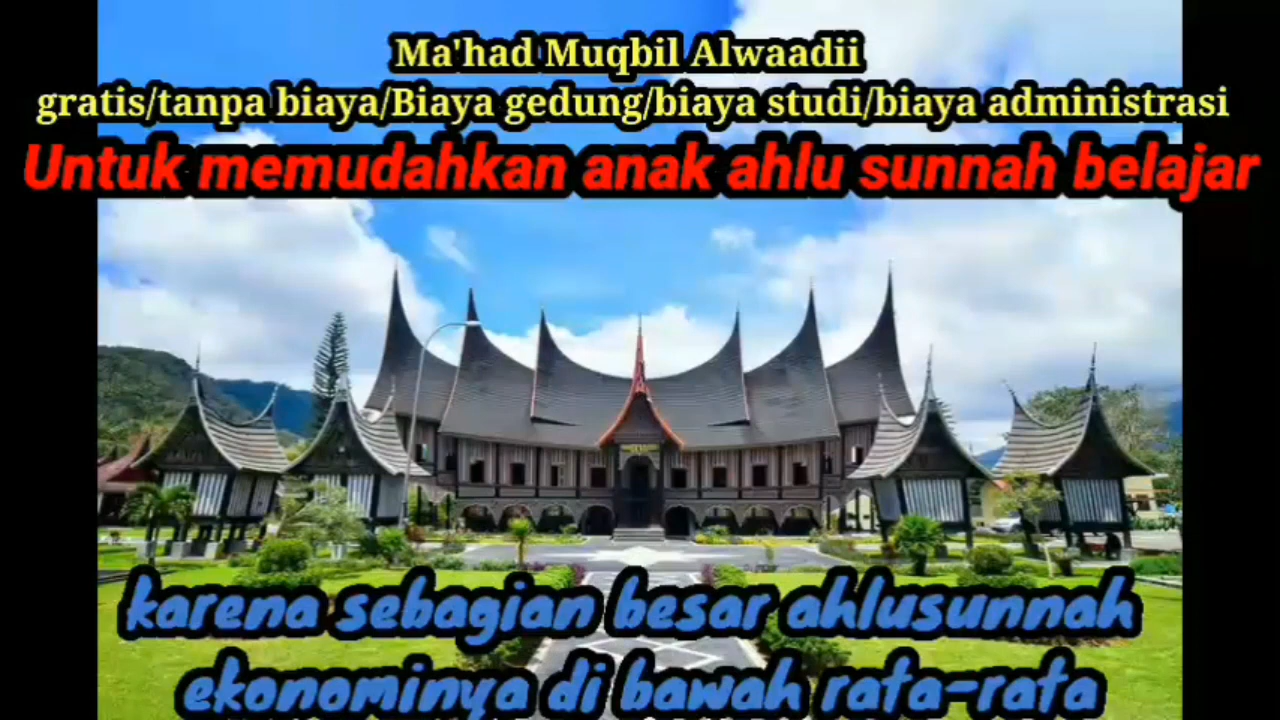 Ma'had Muqbil Alwaadii
gratis/tanpa biaya/Biaya gedung/biaya studi/biaya administrasi
Untuk memudahkan anak ahlu sunnah belajar
karena sebagian besar ahlusunnah
ekonominya di bawah rata-rata